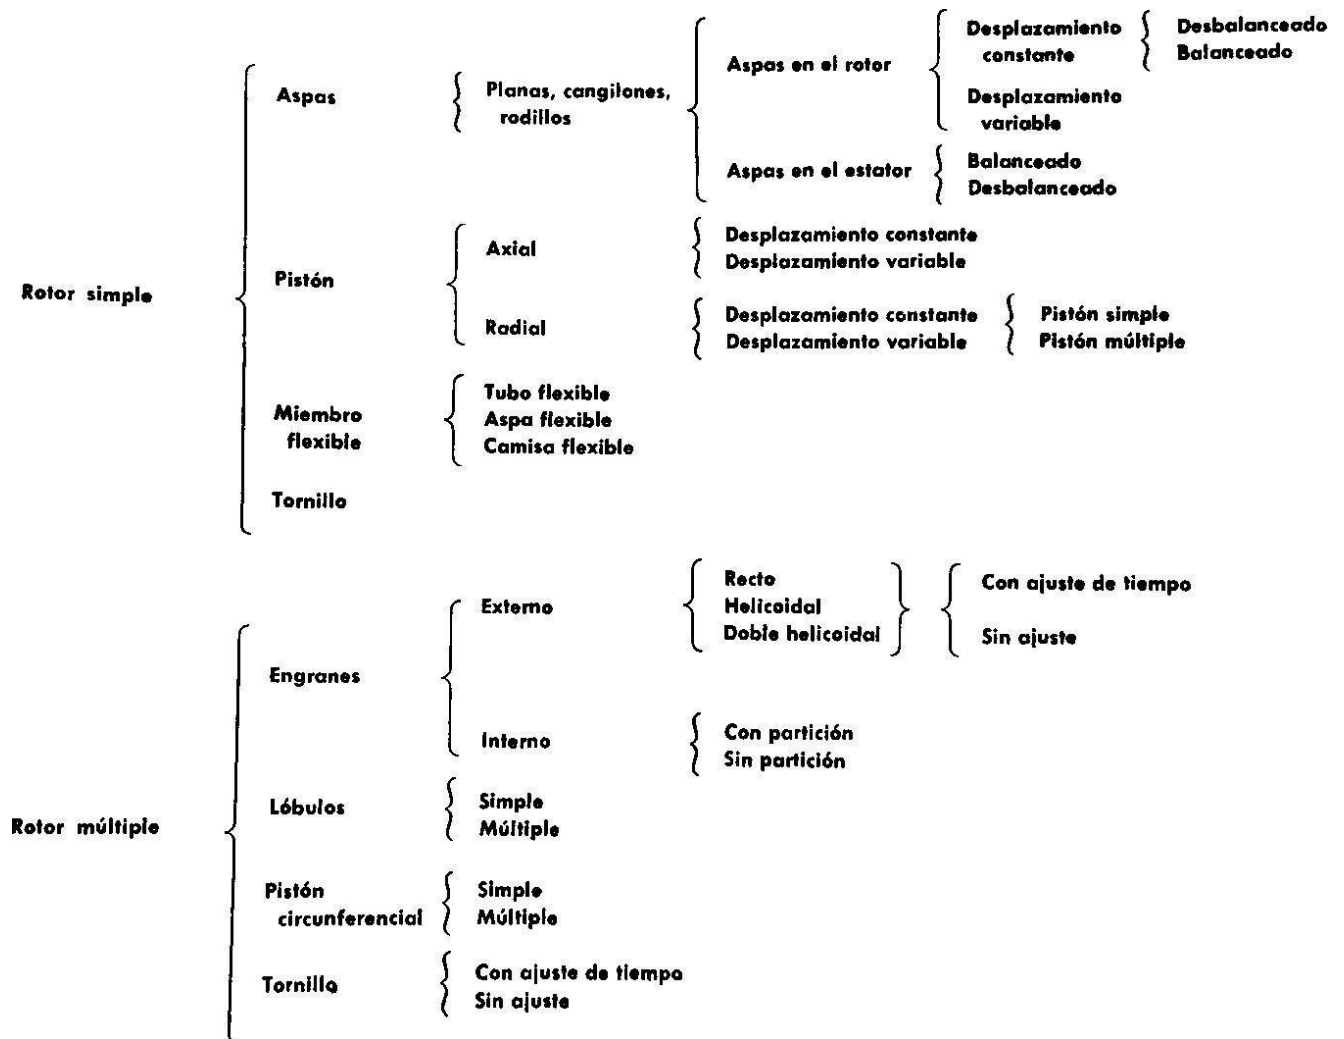 Rotor simple
Aspas
Planas, cangilones,
rodillos
Aspas en el rotor
Desplazamiento
constante
Desbalanceado
Balanceado
Desplazamiento
variable
Aspas en el estator
Balanceado
Desbalanceado
Pistón
Axial
Desplazamiento constante
Desplazamiento variable
Radial
Desplazamiento constante
Desplazamiento variable
Pistón simple
Pistón múltiple
Miembro
flexible
Tubo flexible
Aspa flexible
Camisa flexible
Tornillo
Rotor múltiple
Engranes
Externo
Recto
Helicoidal
Doble helicoidal
Con ajuste de tiempo
Sin ajuste
Interno
Con partición
Sin partición
Lóbulos
Simple
Múltiple
Pistón
circunferencial
Simple
Múltiple
Tornillo
Con ajuste de tiempo
Sin ajuste